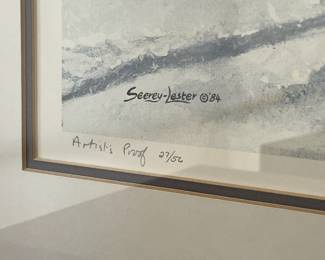 Seerey-Lester © '84
Artist's Proof 27/50